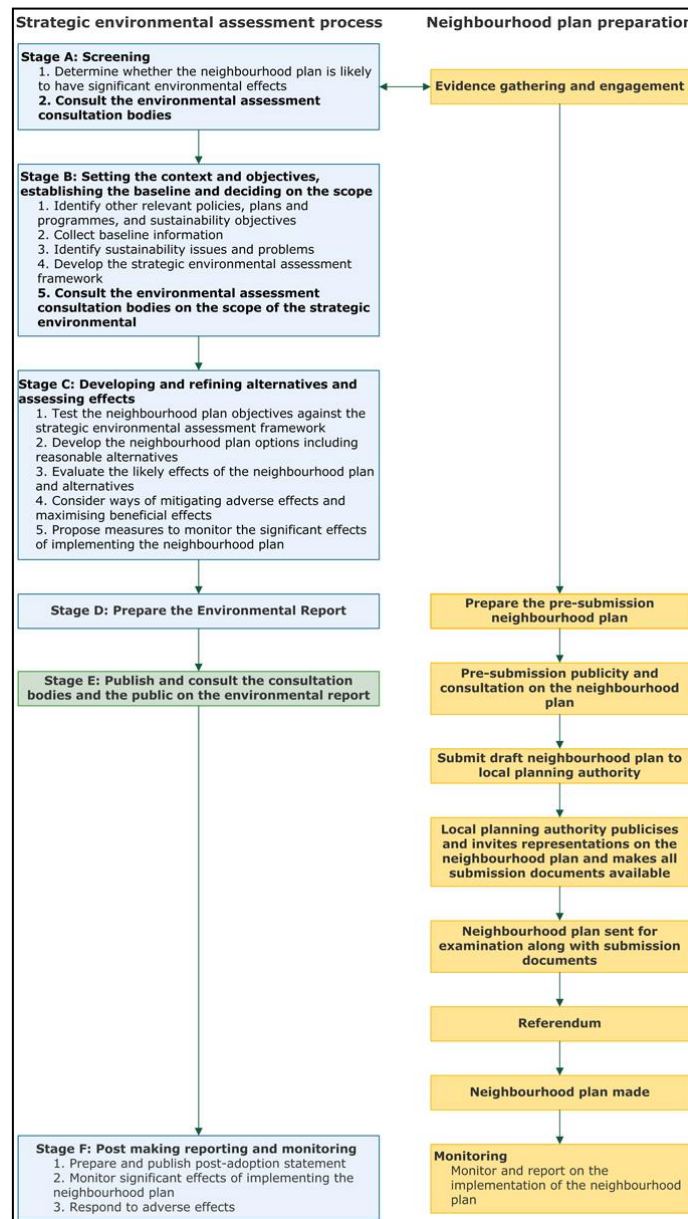 Strategic environmental assessment process
Neighbourhood plan preparation
Stage A: Screening
1. Determine whether the neighbourhood plan is likely
to have significant environmental effects
2. Consult the environmental assessment
consultation bodies
Evidence gathering and engagement
Stage B: Setting the context and objectives,
establishing the baseline and deciding on the scope
1. Identify other relevant policies, plans and
programmes, and sustainability objectives
2. Collect baseline information
3. Identify sustainability issues and problems
4. Develop the strategic environmental assessment
framework
5. Consult the environmental assessment
consultation bodies on the scope of the strategic
environmental
Stage C: Developing and refining alternatives and
assessing effects
1. Test the neighbourhood plan objectives against the
strategic environmental assessment framework
2. Develop the neighbourhood plan options including
reasonable alternatives
3. Evaluate the likely effects of the neighbourhood plan
and alternatives
4. Consider ways of mitigating adverse effects and
maximising beneficial effects
5. Propose measures to monitor the significant effects
of implementing the neighbourhood plan
Stage D: Prepare the Environmental Report
Prepare the pre-submission
neighbourhood plan
Stage E: Publish and consult the consultation
bodies and the public on the environmental report
Pre-submission publicity and
consultation on the neighbourhood
plan
Submit draft neighbourhood plan to
local planning authority
Local planning authority publicises
and invites representations on the
neighbourhood plan and makes all
submission documents available
Neighbourhood plan sent for
examination along with submission
documents
Referendum
Neighbourhood plan made
Stage F: Post making reporting and monitoring
1. Prepare and publish post-adoption statement
2. Monitor significant effects of implementing the
neighbourhood plan
3. Respond to adverse effects
Monitoring
Monitor and report on the
implementation of the neighbourhood
plan